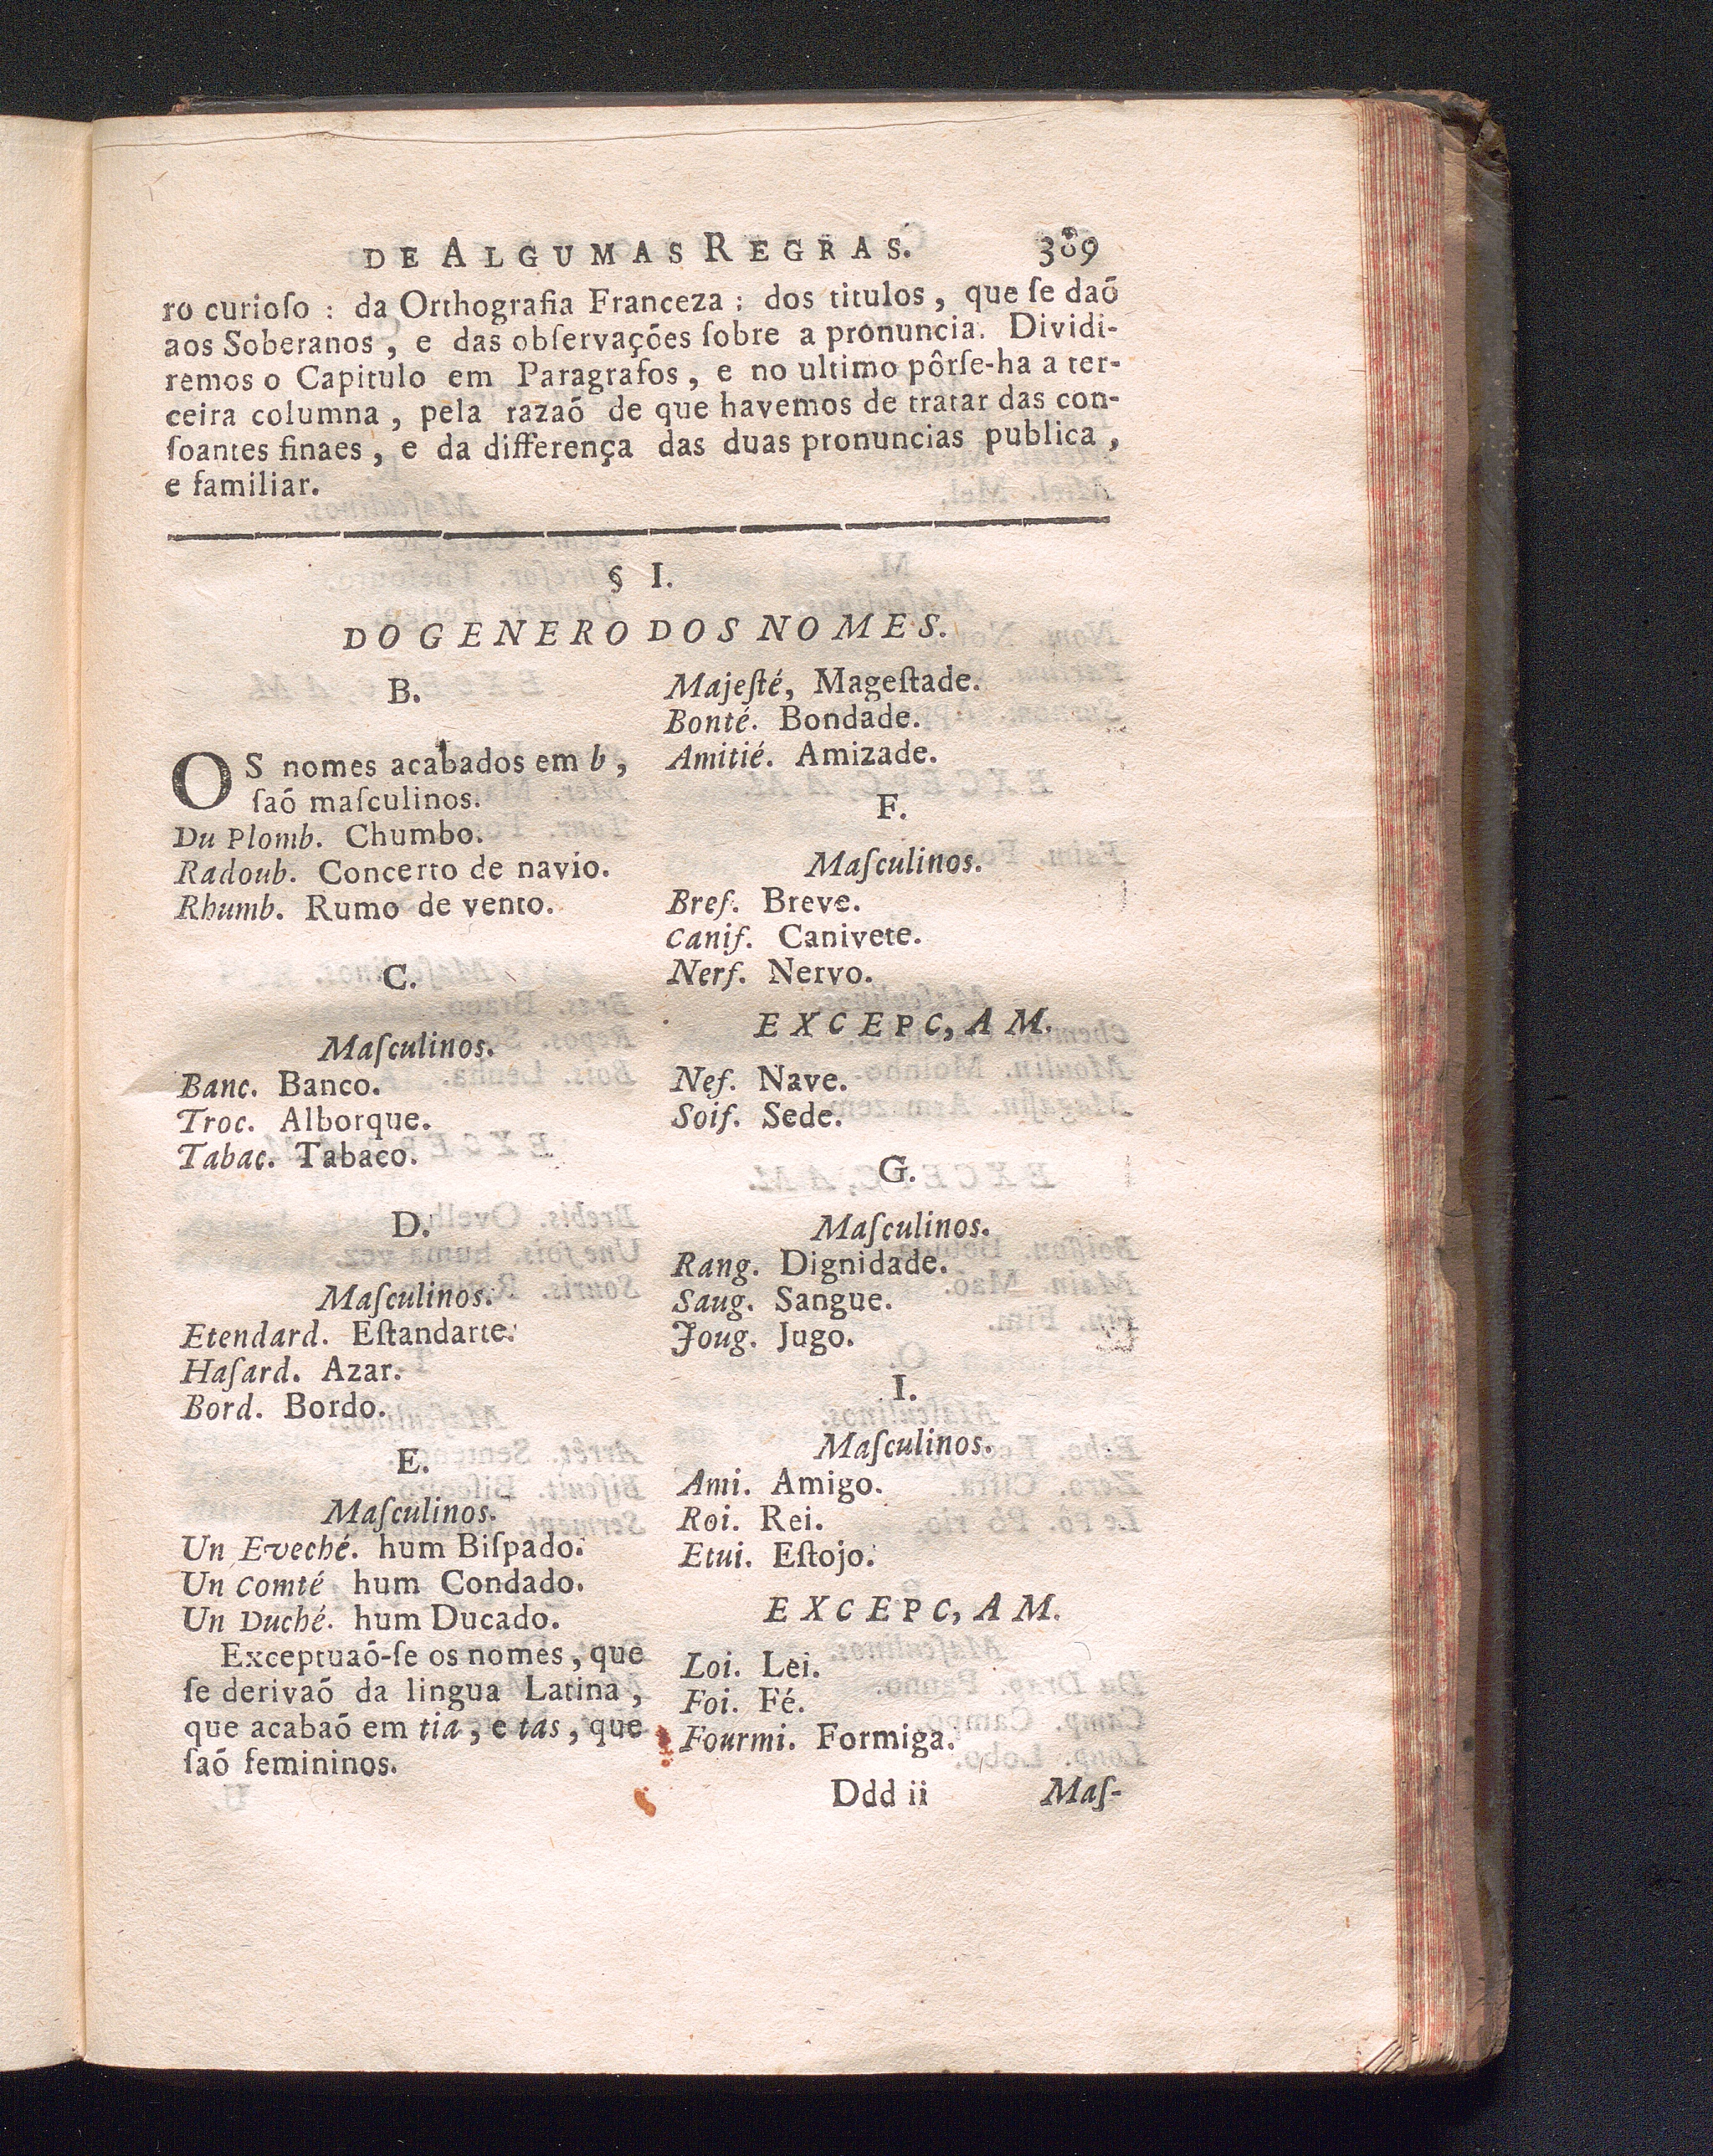 DE ALGUMAS REGRAS. 389
ro curioſo : da Orthografia Franceza ; dos titulos , que ſe daõ
aos Soberanos , e das obſervações ſobre a pronuncia. Dividi-
remos o Capitulo em Paragrafos , e no ultimo pôrſe-ha a ter-
ceira columna , pela razaõ de que havemos de tratar das con-
ſoantes finaes , e da differença das duas pronuncias publica ,
e familiar.
§ I.
DO GENERO DOS NOMES.
B.
OS nomes acabados em b ,
ſaõ maſculinos.
Du Plomb. Chumbo.
Radoub. Concerto de navio.
Rhumb. Rumo de vento.
C.
Maſculinos.
Banc. Banco.
Troc. Alborque.
Tabac. Tabaco.
D.
Maſculinos.
Etendard. Eſtandarte.
Haſard. Azar.
Bord. Bordo.
E.
Maſculinos.
Un Eveché. hum Biſpado.
Un Comté hum Condado.
Un Duché. hum Ducado.
Exceptuaõ-ſe os nomes , que
ſe derivaõ da lingua Latina ,
que acabaõ em tia , e tas , que
ſaõ femininos.
Majeſté, Mageſtade.
Bonté. Bondade.
Amitié. Amizade.
F.
Maſculinos.
Breſ. Breve.
Caniſ. Canivete.
Nerſ. Nervo.
EXCEPC,AM.
Neſ. Nave.
Soiſ. Sede.
G.
Maſculinos.
Rang. Dignidade.
Saug. Sangue.
Joug. Jugo.
I.
Maſculinos.
Ami. Amigo.
Roi. Rei.
Etui. Eſtojo.
EXCEPC,AM.
Loi. Lei.
Foi. Fé.
Fourmi. Formiga.
Ddd ii Maſ-